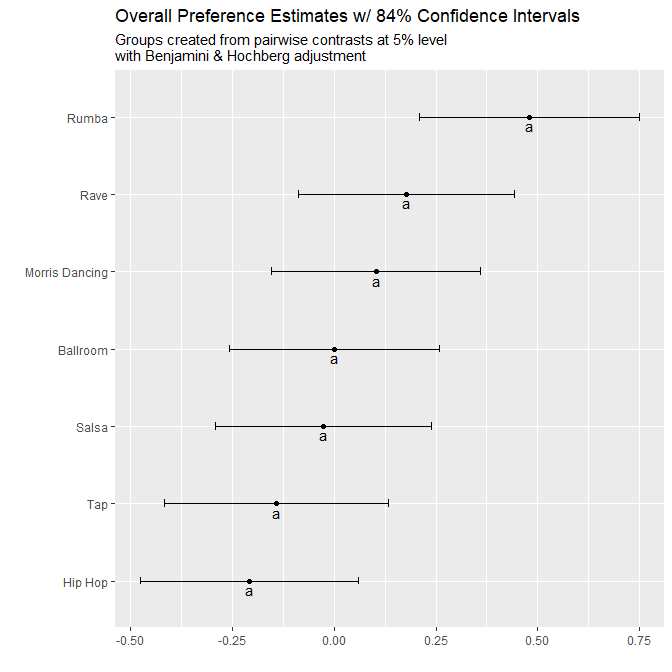 Overall Preference Estimates w/ 84% Confidence Intervals
Groups created from pairwise contrasts at 5% level
with Benjamini & Hochberg adjustment
Rumba
a
Rave
a
Morris Dancing
a
Ballroom
a
Salsa
a
Tap
a
Hip Hop
a
-0.50 -0.25 0.00 0.25 0.50 0.75